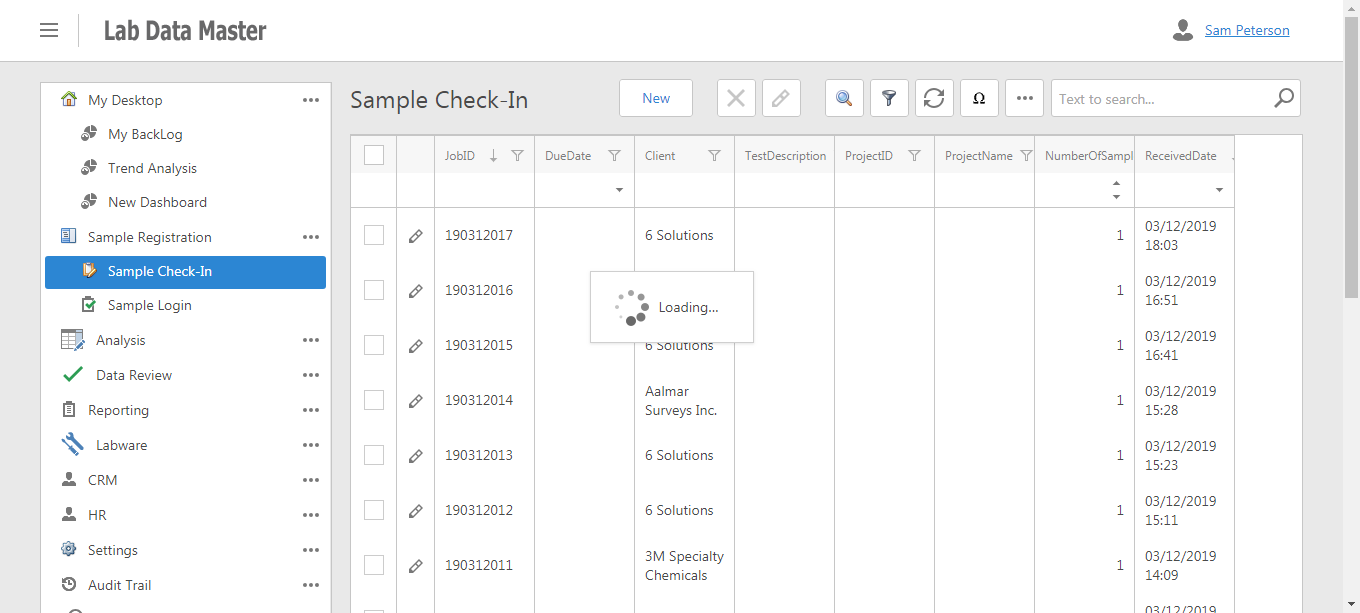 Lab Data Master
Sam Peterson
My Desktop
My BackLog
Trend Analysis
New Dashboard
Sample Registration
Sample Check-In
Sample Login
Analysis
Data Review
Reporting
Labware
CRM
HR
Settings
Audit Trail
Sample Check-In
New
Ω
Text to search...
JobID DueDate Client TestDescription ProjectID ProjectName NumberOfSampl ReceivedDate
190312017 6 Solutions 1 03/12/2019
18:03
190312016 1 03/12/2019
16:51
Loading...
190312015 6 Solutions 1 03/12/2019
16:41
190312014 Aalmar
Surveys Inc. 1 03/12/2019
15:28
190312013 6 Solutions 1 03/12/2019
15:23
190312012 6 Solutions 1 03/12/2019
15:11
190312011 3M Specialty
Chemicals 1 03/12/2019
14:09
03/12/2019